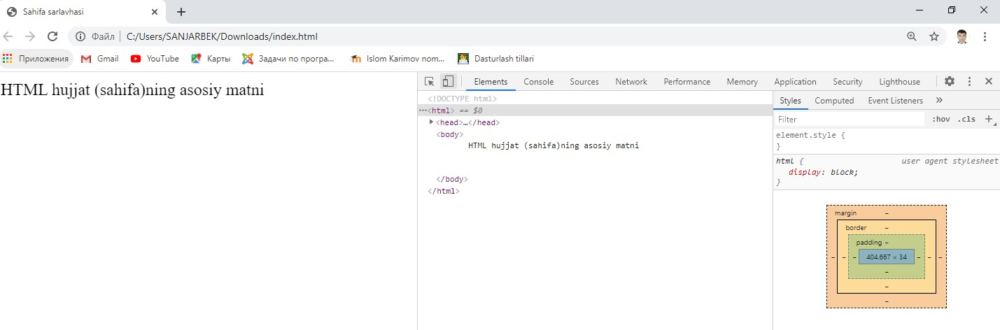 Sahifa sarlavhasi
Файл | C:/Users/SANJARBEK/Downloads/index.html
Приложения Gmail YouTube Карты Задачи по програ... Islom Karimov nom... Dasturlash tillari
HTML hujjat (sahifa)ning asosiy matni
Elements Console Sources Network Performance Memory Application Security Lighthouse
<!DOCTYPE html>
…<html> == $0
<head>…</head>
<body>
HTML hujjat (sahifa)ning asosiy matni
</body>
</html>
Styles Computed Event Listeners »
Filter :hov .cls +
element.style {
}
html { user agent stylesheet
display: block;
}
margin –
border –
padding –
– – – 404.667 × 34 – – –
–
–
–